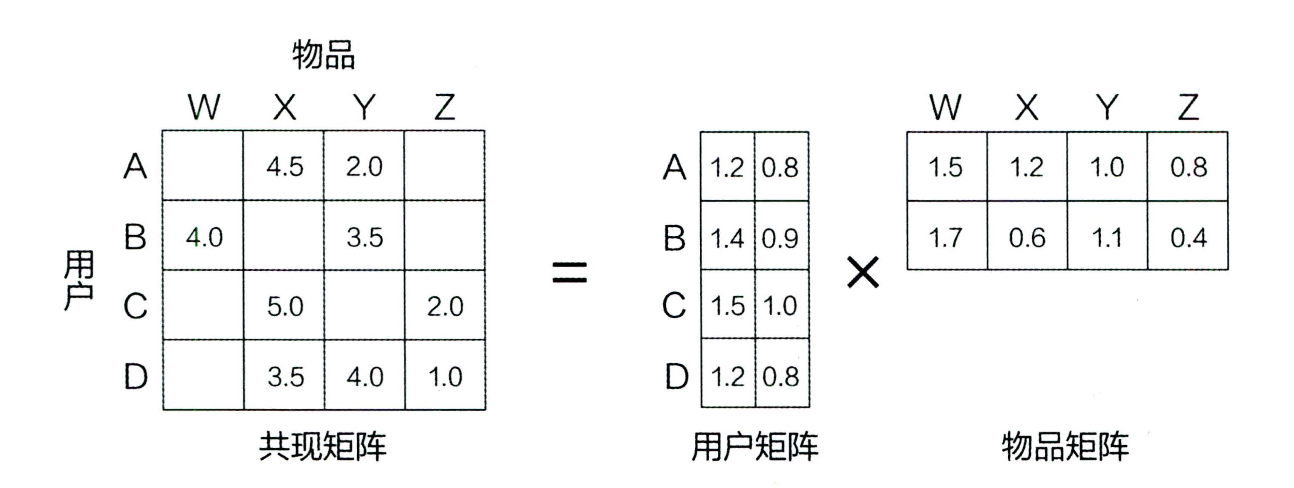 物品
W X Y Z
A 4.5 2.0
B 4.0 3.5
C 5.0 2.0
D 3.5 4.0 1.0
用户
共现矩阵
=
A 1.2 0.8
B 1.4 0.9
C 1.5 1.0
D 1.2 0.8
用户矩阵
×
W X Y Z
1.5 1.2 1.0 0.8
1.7 0.6 1.1 0.4
物品矩阵